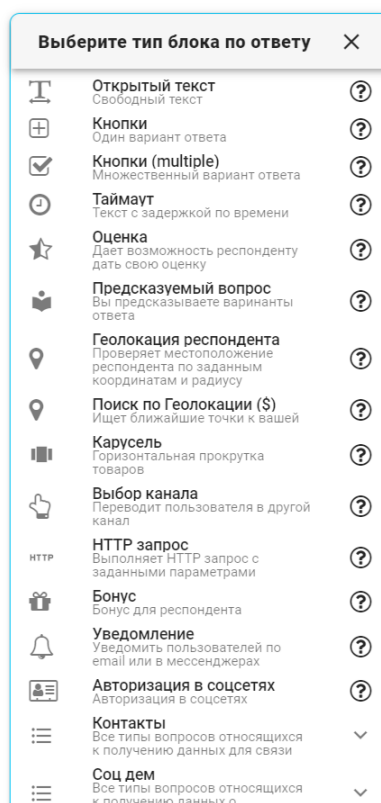 Выберите тип блока по ответу
Открытый текст
Свободный текст
Кнопки
Один вариант ответа
Кнопки (multiple)
Множественный вариант ответа
Таймаут
Текст с задержкой по времени
Оценка
Дает возможность респонденту
дать свою оценку
Предсказуемый вопрос
Вы предсказываете варинанты
ответа
Геолокация респондента
Проверяет местоположение
респондента по заданным
координатам и радиусу
Поиск по Геолокации ($)
Ищет ближайшие точки к вашей
Карусель
Горизонтальная прокрутка
товаров
Выбор канала
Переводит пользователя в другой
канал
HTTP
HTTP запрос
Выполняет HTTP запрос с
заданными параметрами
Бонус
Бонус для респондента
Уведомление
Уведомить пользователей по
email или в мессенджерах
Авторизация в соцсетях
Авторизация в соцсетях
Контакты
Все типы вопросов относящихся
к получению данных для связи
Соц дем
Все типы вопросов относящихся
к получению данных о